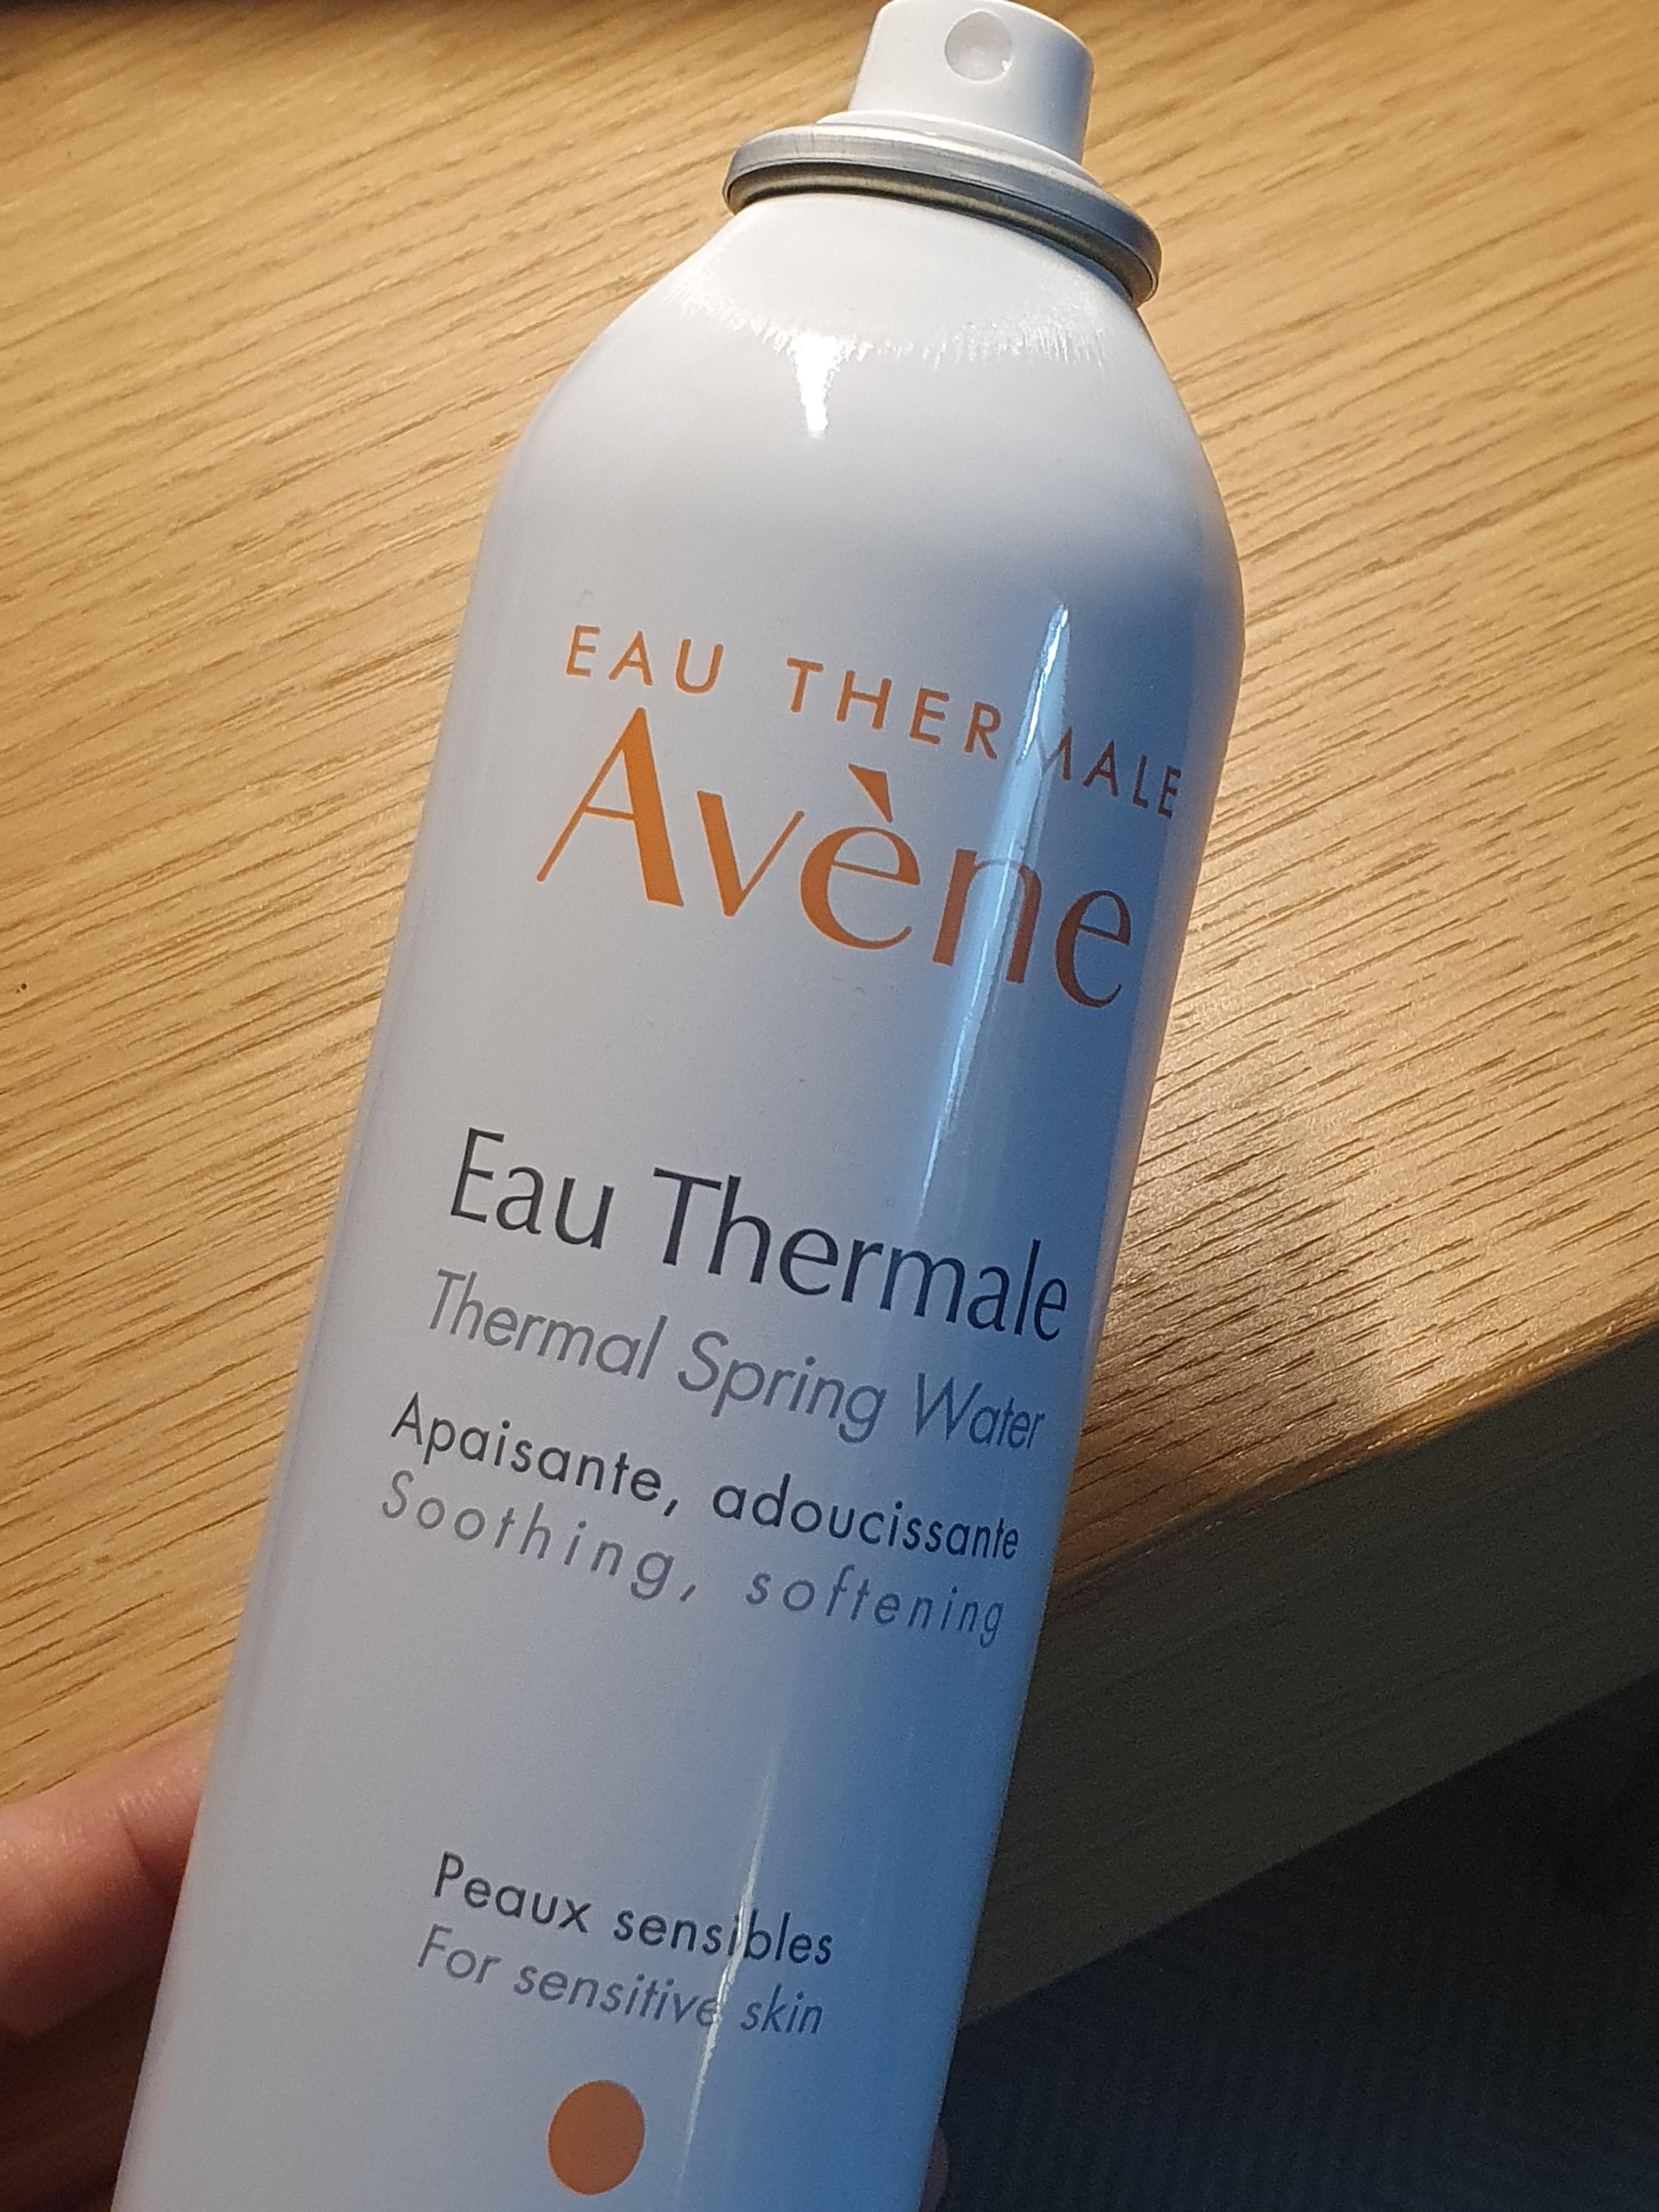 EAU THERMALE
Avène
Eau Thermale
Thermal Spring Water
Apaisante, adoucissante
Soothing, softening
Peaux sensibles
For sensitive skin